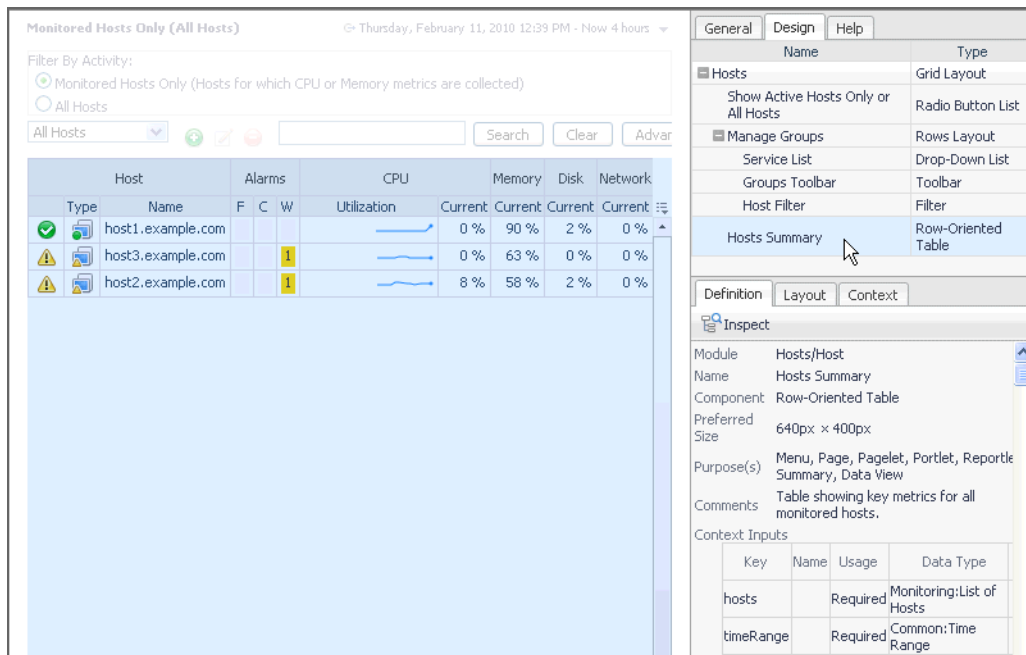 Monitored Hosts Only (All Hosts)
Thursday, February 11, 2010 12:39 PM - Now 4 hours
Filter By Activity:
Monitored Hosts Only (Hosts for which CPU or Memory metrics are collected)
All Hosts
All Hosts Search Clear Advar
Host Alarms CPU Memory Disk Network
Type Name F C W Utilization Current Current Current Current
host1.example.com 0 % 90 % 2 % 0 %
host3.example.com 1 0 % 63 % 0 % 0 %
host2.example.com 1 8 % 58 % 2 % 0 %
General Design Help
Name Type
Hosts Grid Layout
Show Active Hosts Only or
All Hosts Radio Button List
Manage Groups Rows Layout
Service List Drop-Down List
Groups Toolbar Toolbar
Host Filter Filter
Hosts Summary Row-Oriented
Table
Definition Layout Context
Inspect
Module Hosts/Host
Name Hosts Summary
Component Row-Oriented Table
Preferred
Size 640px × 400px
Purpose(s) Menu, Page, Pagelet, Portlet, Reportle
Summary, Data View
Comments Table showing key metrics for all
monitored hosts.
Context Inputs
Key Name Usage Data Type
hosts Required Monitoring:List of
Hosts
timeRange Required Common:Time
Range